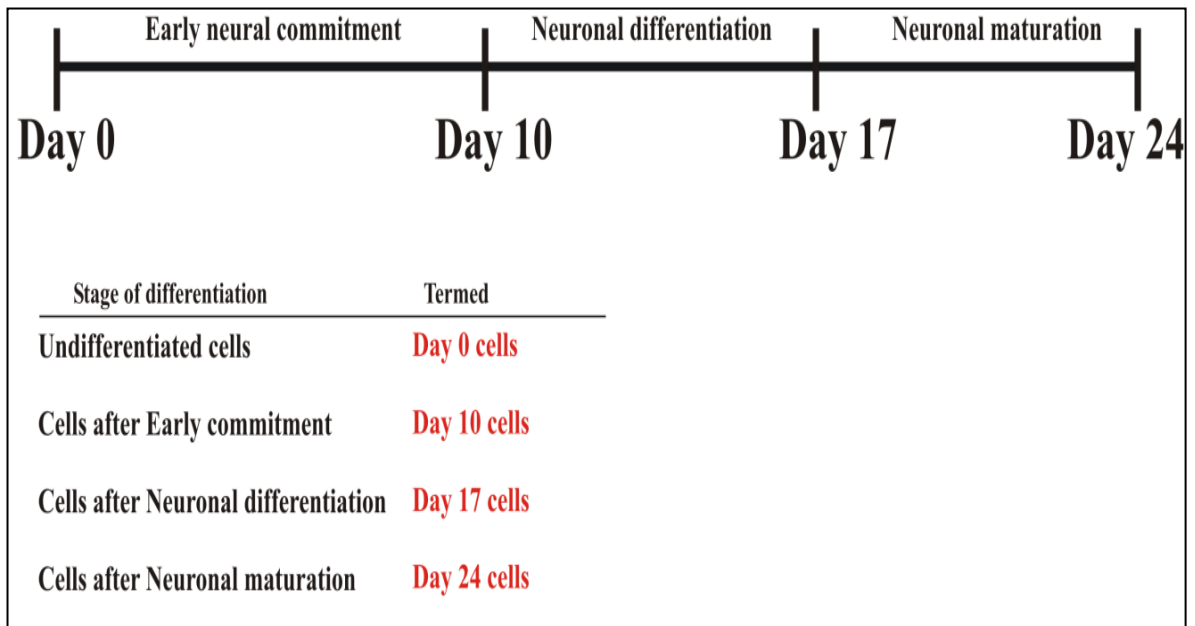 Early neural commitment Neuronal differentiation Neuronal maturation
Day 0 Day 10 Day 17 Day 24
Stage of differentiation Termed
Undifferentiated cells Day 0 cells
Cells after Early commitment Day 10 cells
Cells after Neuronal differentiation Day 17 cells
Cells after Neuronal maturation Day 24 cells